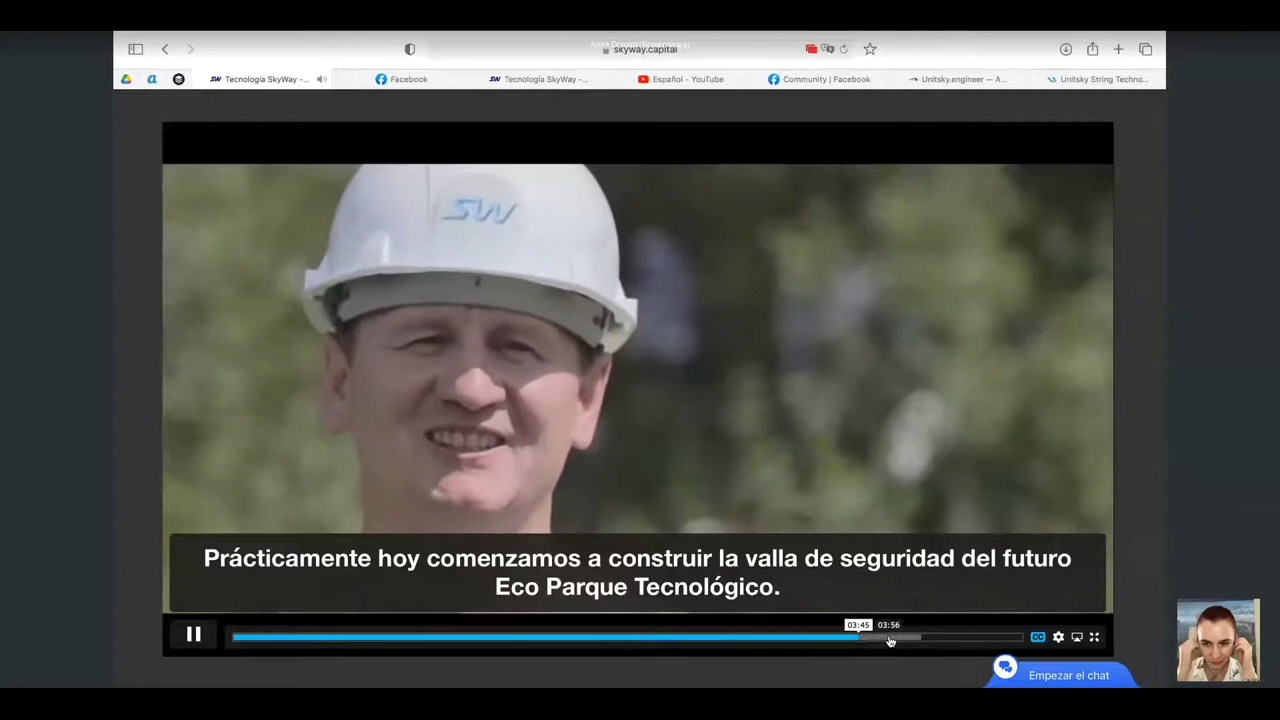 skyway.capital
Tecnología SkyWay -...
Facebook
Tecnología SkyWay -...
Español - YouTube
Community | Facebook
Unitsky.engineer — A...
Unitsky String Techno...
SW
Prácticamente hoy comenzamos a construir la valla de seguridad del futuro
Eco Parque Tecnológico.
03:45 03:56
CC
Empezar el chat